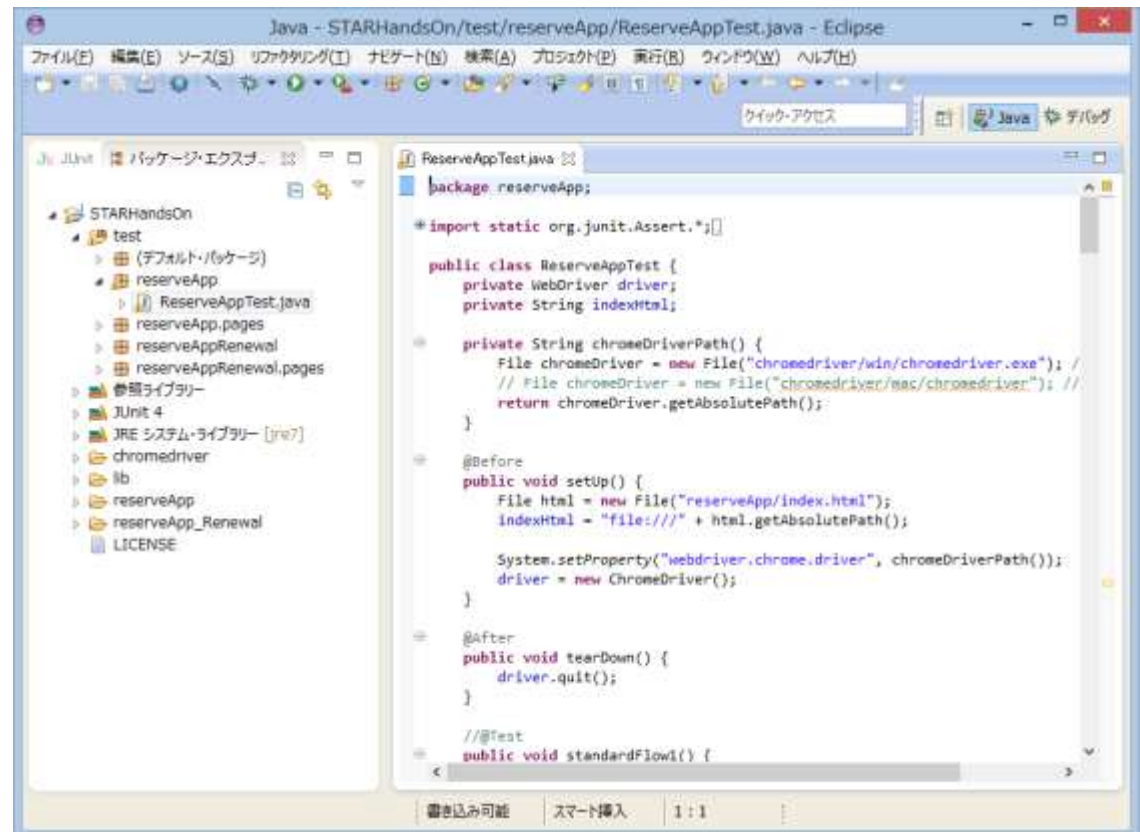 Java - STARHandsOn/test/reserveApp/ReserveAppTest.java - Eclipse
ファイル(F) 編集(E) ソース(S) リファクタリング(T) ナビゲート(N) 検索(A) プロジェクト(P) 実行(R) ウィンドウ(W) ヘルプ(H)
クイック・アクセス Java デバッグ
JUnit パッケージ・エクスプ..
STARHandsOn
test
(デフォルト・パッケージ)
reserveApp
ReserveAppTest.java
reserveApp.pages
reserveAppRenewal
reserveAppRenewal.pages
参照ライブラリー
JUnit 4
JRE システム・ライブラリー [jre7]
chromedriver
lib
reserveApp
reserveApp_Renewal
LICENSE
ReserveAppTest.java
package reserveApp;
import static org.junit.Assert.*;
public class ReserveAppTest {
private WebDriver driver;
private String indexHtml;
private String chromeDriverPath() {
File chromeDriver = new File("chromedriver/win/chromedriver.exe"); /
// File chromeDriver = new File("chromedriver/mac/chromedriver"); //
return chromeDriver.getAbsolutePath();
}
@Before
public void setUp() {
File html = new File("reserveApp/index.html");
indexHtml = "file:///" + html.getAbsolutePath();
System.setProperty("webdriver.chrome.driver", chromeDriverPath());
driver = new ChromeDriver();
}
@After
public void tearDown() {
driver.quit();
}
//@Test
public void standardFlow1() {
書き込み可能 スマート挿入 1 : 1